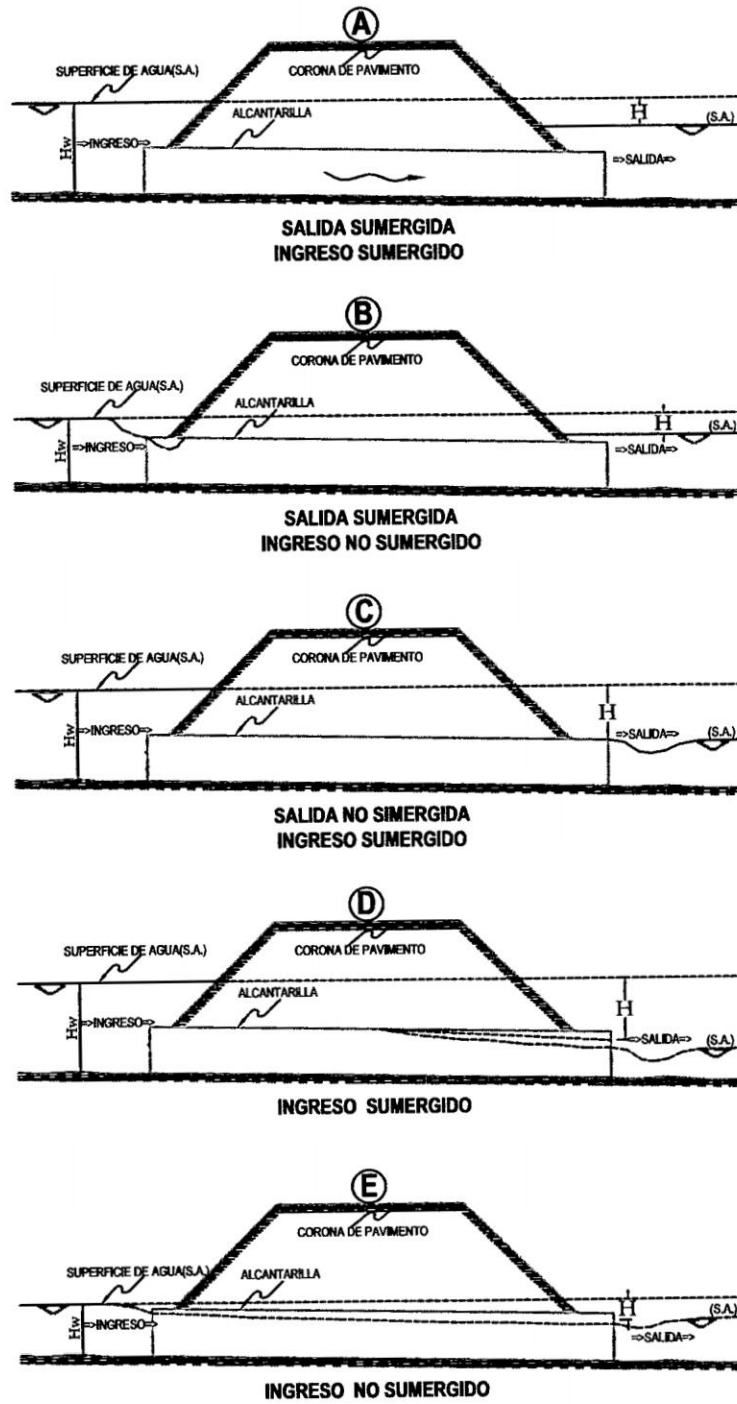 A
SUPERFICIE DE AGUA(S.A.)
CORONA DE PAVIMENTO
ALCANTARILLA
H
(S.A.)
Hw
=>INGRESO=>
=>SALIDA=>
SALIDA SUMERGIDA
INGRESO SUMERGIDO
B
CORONA DE PAVIMENTO
SUPERFICIE DE AGUA(S.A.)
ALCANTARILLA
H
(S.A.)
Hw
=>INGRESO=>
=>SALIDA=>
SALIDA SUMERGIDA
INGRESO NO SUMERGIDO
C
SUPERFICIE DE AGUA(S.A.)
CORONA DE PAVIMENTO
ALCANTARILLA
H
Hw
=>INGRESO=>
=>SALIDA=>
(S.A.)
SALIDA NO SIMERGIDA
INGRESO SUMERGIDO
D
SUPERFICIE DE AGUA(S.A.)
CORONA DE PAVIMENTO
ALCANTARILLA
H
Hw
=>INGRESO=>
=>SALIDA=>
(S.A.)
INGRESO SUMERGIDO
E
CORONA DE PAVIMENTO
SUPERFICIE DE AGUA(S.A.)
ALCANTARILLA
H
(S.A.)
Hw
=>INGRESO=>
=>SALIDA=>
INGRESO NO SUMERGIDO